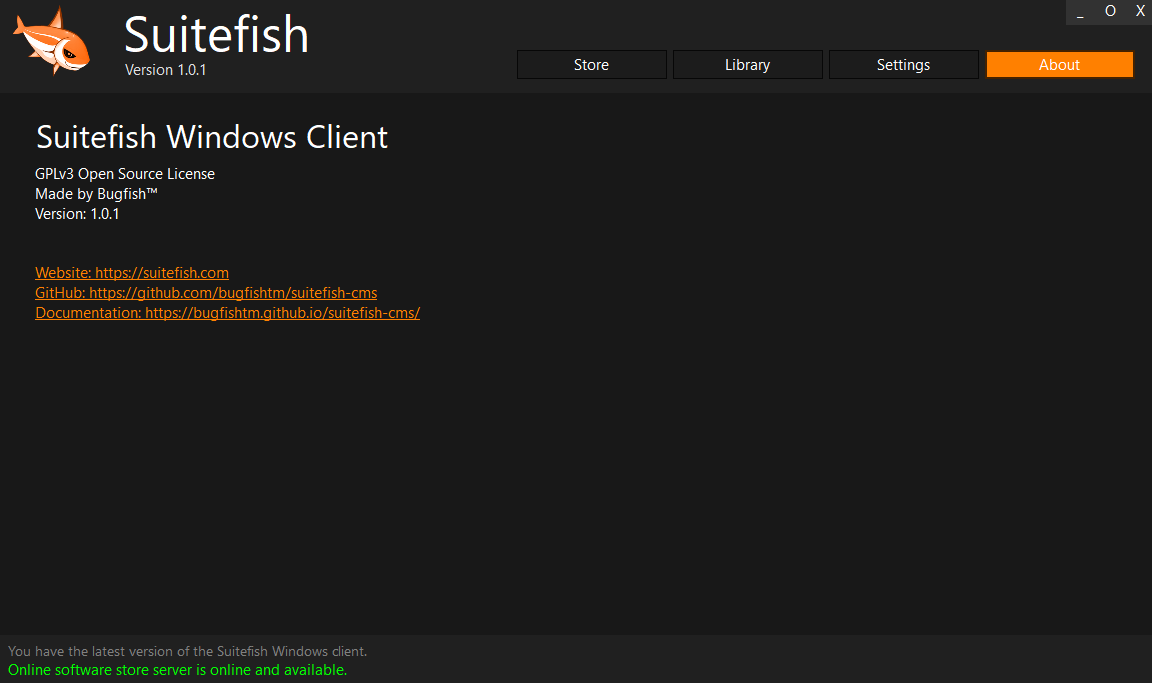 Suitefish
Version 1.0.1
_ O X
Store Library Settings About
Suitefish Windows Client
GPLv3 Open Source License
Made by Bugfish™
Version: 1.0.1
Website: https://suitefish.com
GitHub: https://github.com/bugfishtm/suitefish-cms
Documentation: https://bugfishtm.github.io/suitefish-cms/
You have the latest version of the Suitefish Windows client.
Online software store server is online and available.